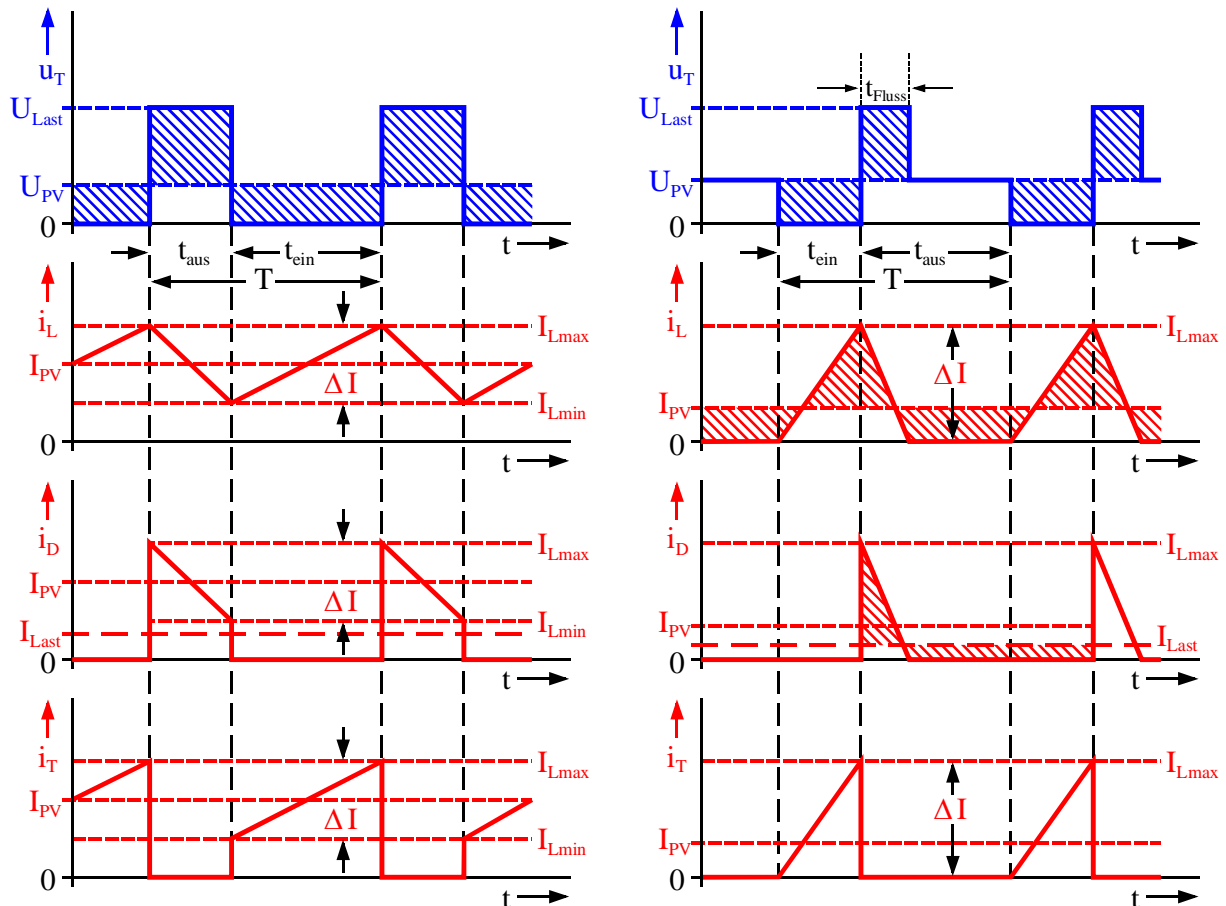 u_T
U_Last
U_PV
0
t
t_aus
t_ein
T
i_L
I_PV
0
ΔI
I_Lmax
I_Lmin
t
i_D
I_PV
I_Last
0
ΔI
I_Lmax
I_Lmin
t
i_T
I_PV
0
ΔI
I_Lmax
I_Lmin
t
u_T
t_Fluss
U_Last
U_PV
0
t
t_ein
t_aus
T
i_L
I_PV
0
ΔI
I_Lmax
t
i_D
I_PV
0
I_Lmax
I_Last
t
i_T
I_PV
0
ΔI
I_Lmax
t